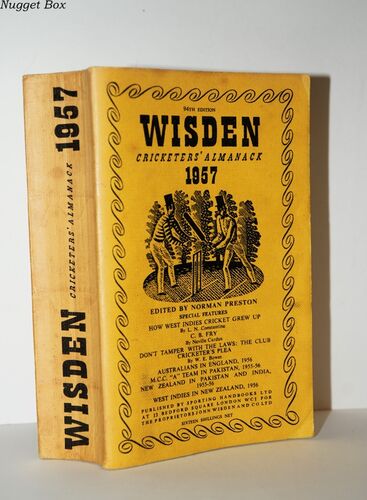 Nugget Box
WISDEN CRICKETERS' ALMANACK 1957
94TH EDITION
WISDEN
CRICKETERS' ALMANACK
1957
EDITED BY NORMAN PRESTON
SPECIAL FEATURES
HOW WEST INDIES CRICKET GREW UP
By L. N. Constantine
C. B. FRY
By Neville Cardus
DON'T TAMPER WITH THE LAWS: THE CLUB
CRICKETER'S PLEA
By W. E. Bowes
AUSTRALIANS IN ENGLAND, 1956
M.C.C. "A" TEAM IN PAKISTAN, 1955-56
NEW ZEALAND IN PAKISTAN AND INDIA,
1955-56
WEST INDIES IN NEW ZEALAND, 1956
PUBLISHED BY SPORTING HANDBOOKS LTD
AT 13 BEDFORD SQUARE LONDON WC1 FOR
THE PROPRIETORS JOHN WISDEN AND CO. LTD
SIXTEEN SHILLINGS NET